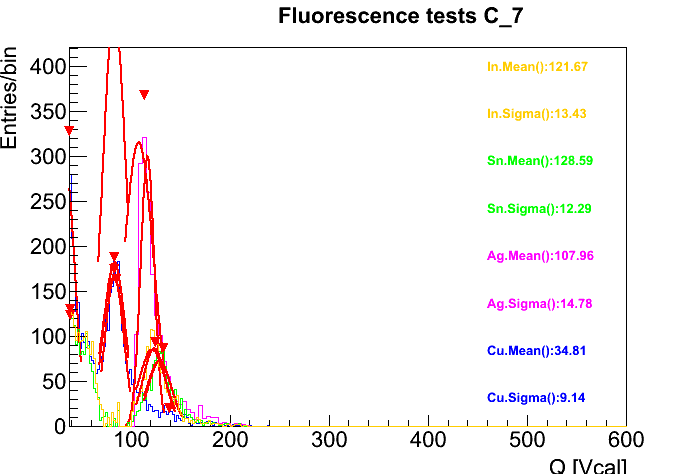 Fluorescence tests C_7
Entries/bin
400
350
300
250
200
150
100
50
0
In.Mean():121.67
In.Sigma():13.43
Sn.Mean():128.59
Sn.Sigma():12.29
Ag.Mean():107.96
Ag.Sigma():14.78
Cu.Mean():34.81
Cu.Sigma():9.14
100 200 300 400 500 600
Q [Vcal]